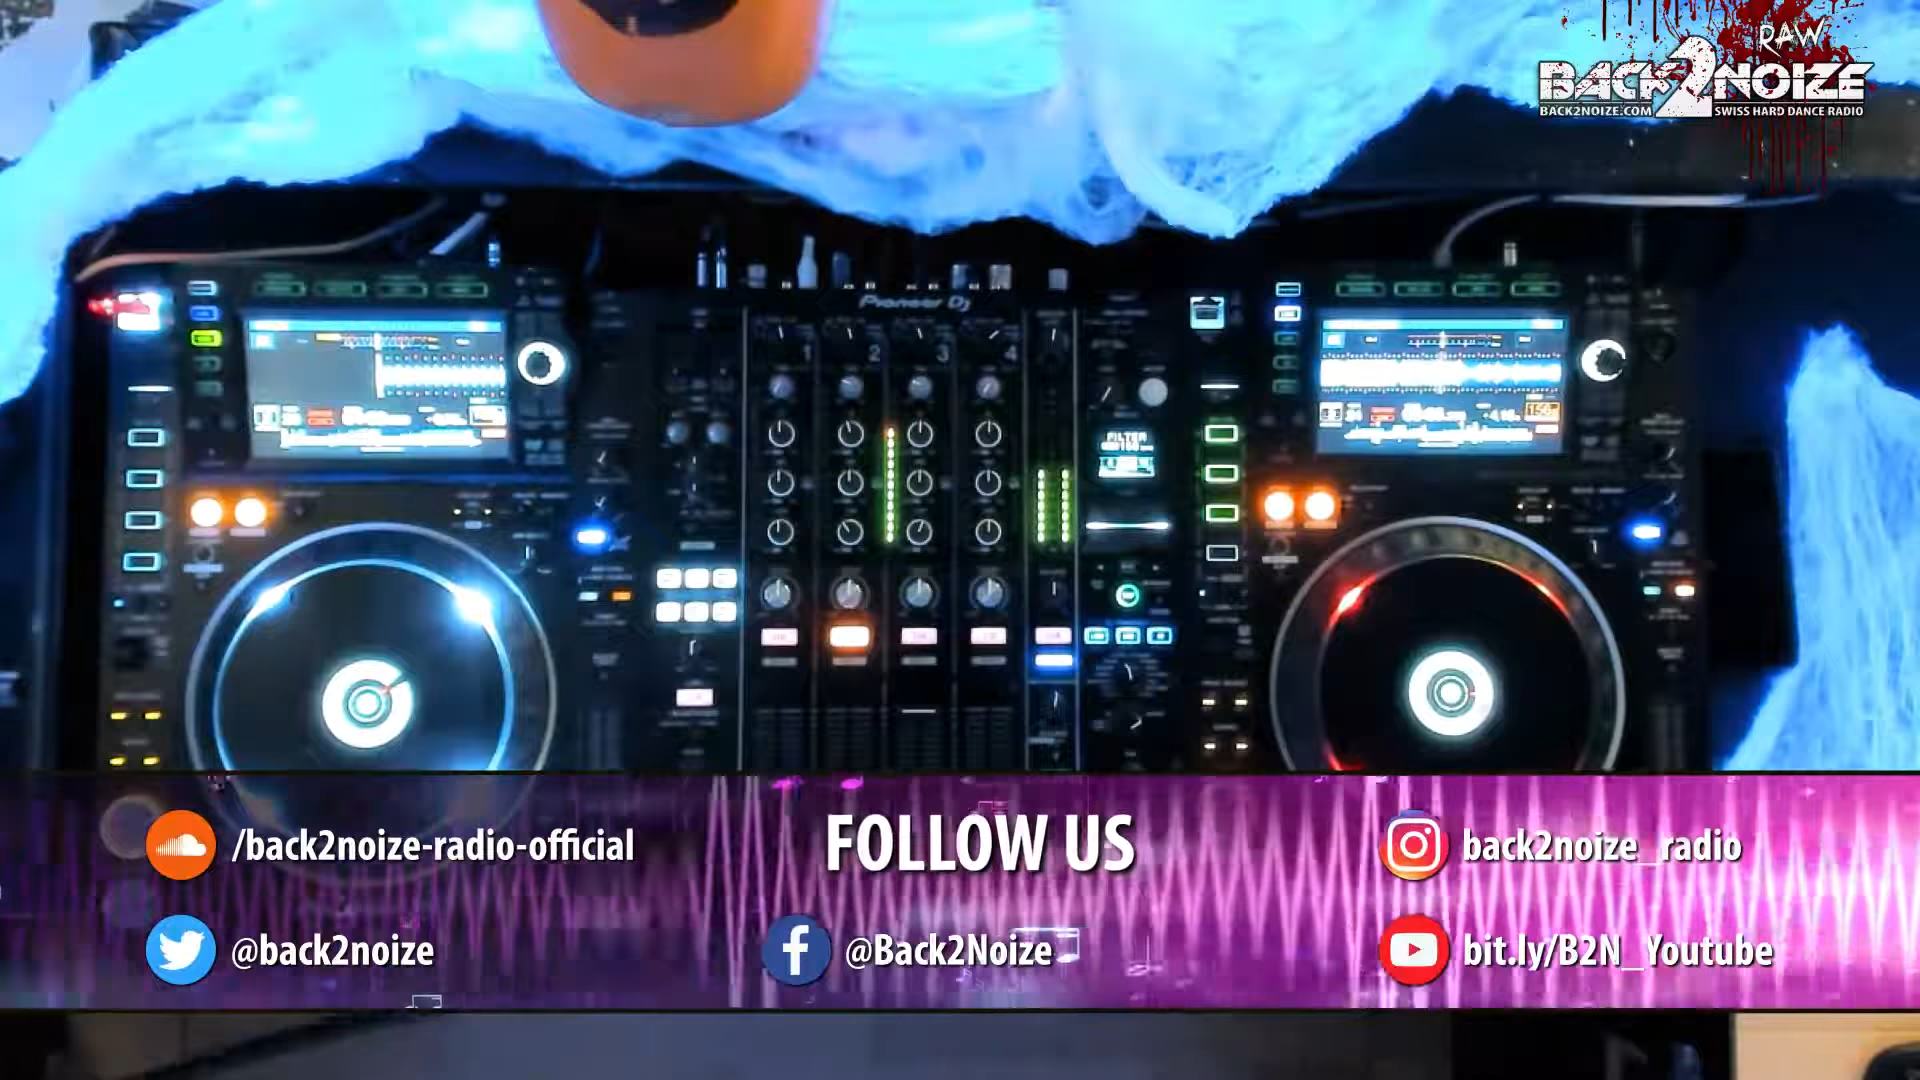 RAW
BACK2NOIZE
BACK2NOIZE.COM
SWISS HARD DANCE RADIO
Pioneer Dj
1
2
3
4
FILTER
FOLLOW US
/back2noize-radio-official
back2noize_radio
@back2noize
@Back2Noize
bit.ly/B2N_Youtube